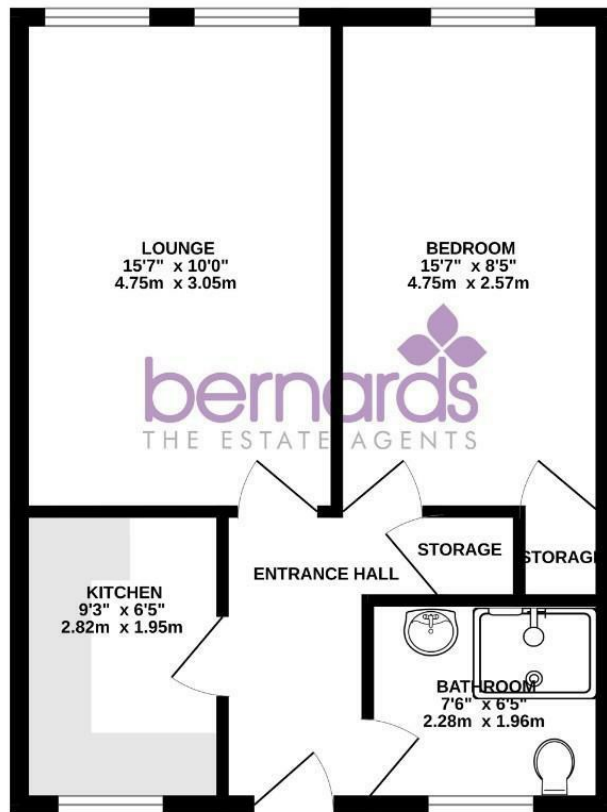 LOUNGE
15'7" x 10'0"
4.75m x 3.05m
BEDROOM
15'7" x 8'5"
4.75m x 2.57m
bernards
THE ESTATE AGENTS
STORAGE
STORAGE
ENTRANCE HALL
KITCHEN
9'3" x 6'5"
2.82m x 1.95m
BATHROOM
7'6" x 6'5"
2.28m x 1.96m